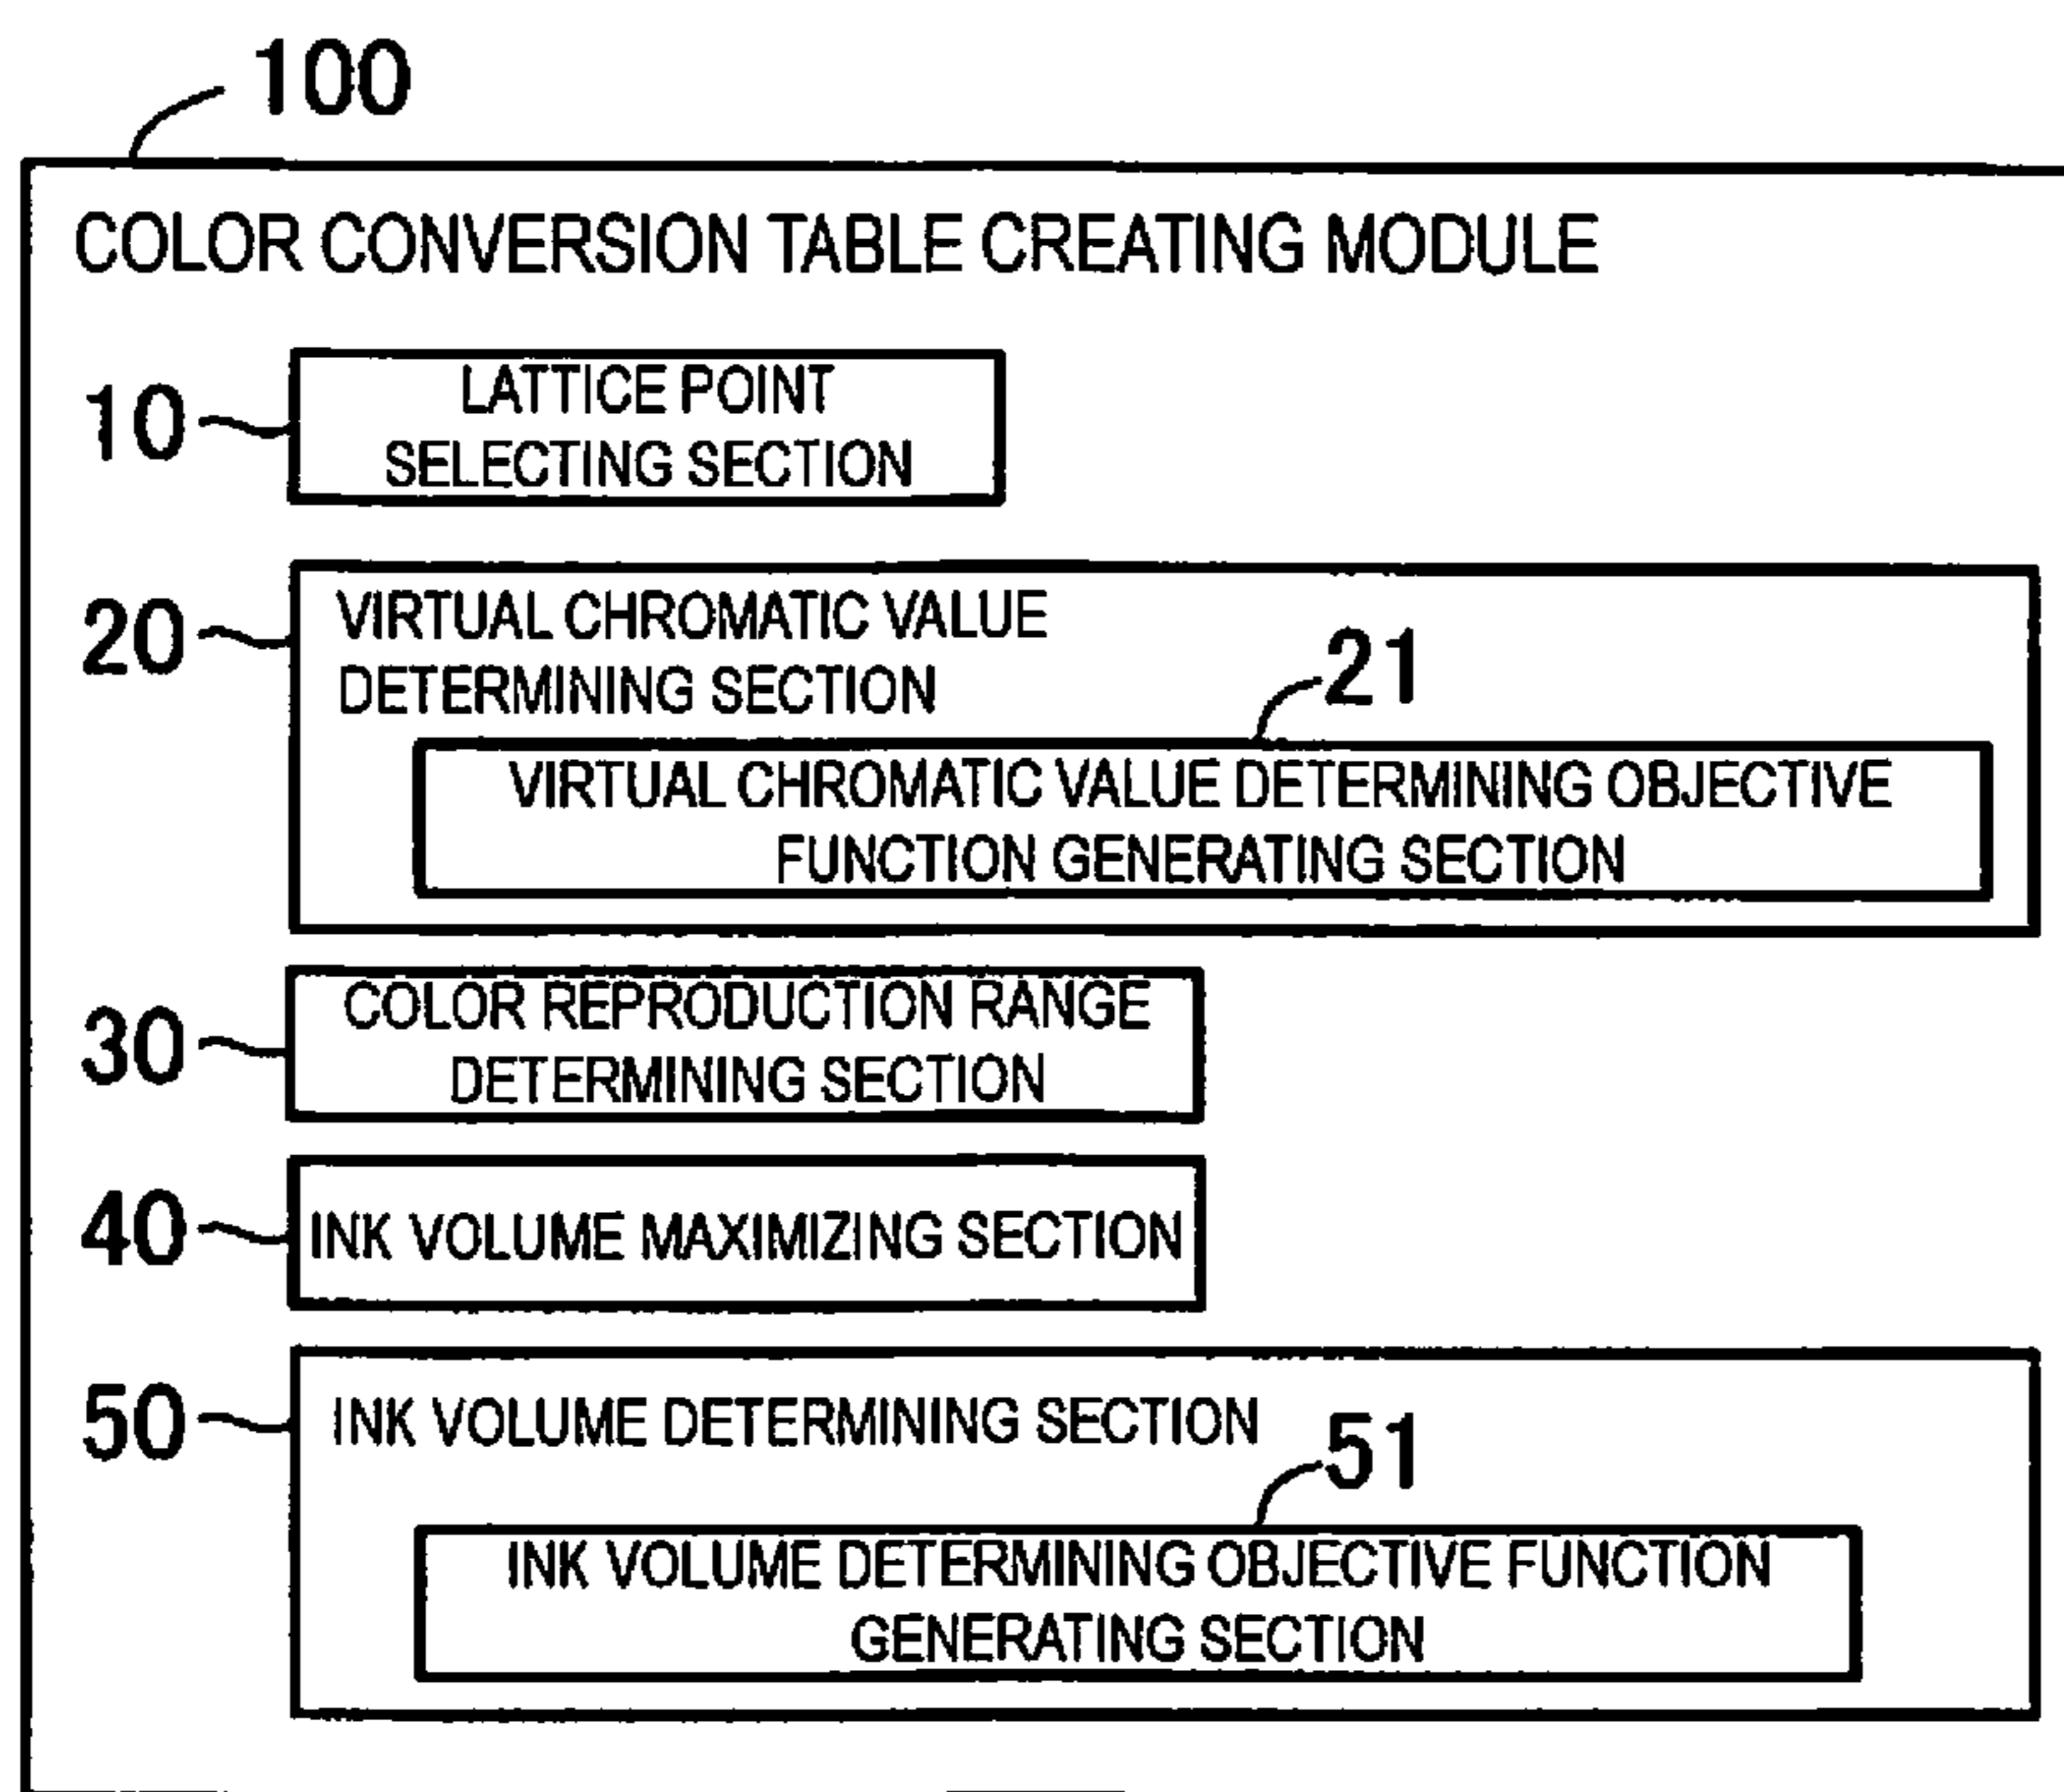 100
COLOR CONVERSION TABLE CREATING MODULE
10
LATTICE POINT
SELECTING SECTION
20
VIRTUAL CHROMATIC VALUE
DETERMINING SECTION
21
VIRTUAL CHROMATIC VALUE DETERMINING OBJECTIVE
FUNCTION GENERATING SECTION
30
COLOR REPRODUCTION RANGE
DETERMINING SECTION
40
INK VOLUME MAXIMIZING SECTION
50
INK VOLUME DETERMINING SECTION
51
INK VOLUME DETERMINING OBJECTIVE FUNCTION
GENERATING SECTION